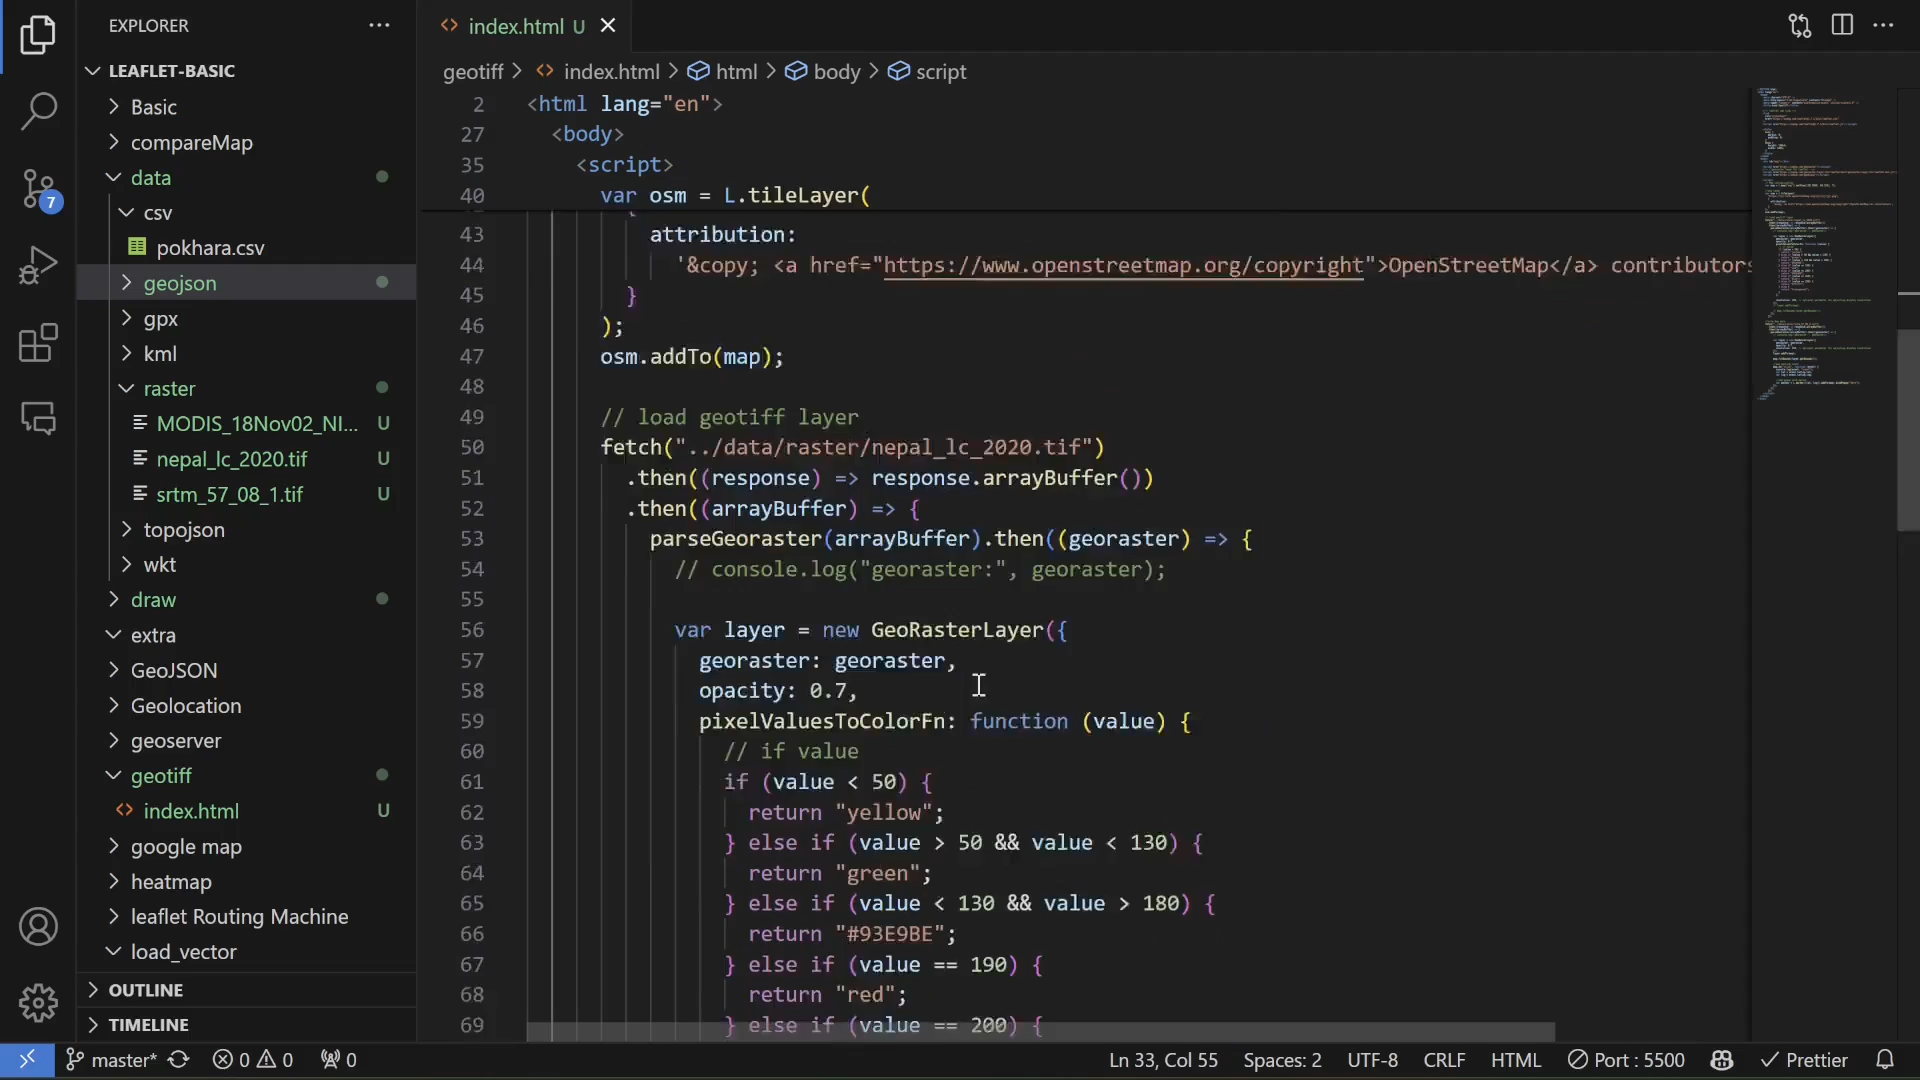 EXPLORER
LEAFLET-BASIC
Basic
compareMap
data
csv
pokhara.csv
geojson
gpx
kml
raster
MODIS_18Nov02_NI... U
nepal_lc_2020.tif U
srtm_57_08_1.tif U
topojson
wkt
draw
extra
GeoJSON
Geolocation
geoserver
geotiff
index.html U
google map
heatmap
leaflet Routing Machine
load_vector
OUTLINE
TIMELINE
7
index.html U
geotiff > index.html > html > body > script
2 <html lang="en">
27 <body>
35 <script>
40 var osm = L.tileLayer(
43 attribution:
44 '&copy; <a href="https://www.openstreetmap.org/copyright">OpenStreetMap</a> contributors
45 }
46 );
47 osm.addTo(map);
48
49 // load geotiff layer
50 fetch("../data/raster/nepal_lc_2020.tif")
51 .then((response) => response.arrayBuffer())
52 .then((arrayBuffer) => {
53 parseGeoraster(arrayBuffer).then((georaster) => {
54 // console.log("georaster:", georaster);
55
56 var layer = new GeoRasterLayer({
57 georaster: georaster,
58 opacity: 0.7,
59 pixelValuesToColorFn: function (value) {
60 // if value
61 if (value < 50) {
62 return "yellow";
63 } else if (value > 50 && value < 130) {
64 return "green";
65 } else if (value < 130 && value > 180) {
66 return "#93E9BE";
67 } else if (value == 190) {
68 return "red";
69 } else if (value == 200) {
master* 0 0 0 Ln 33, Col 55 Spaces: 2 UTF-8 CRLF HTML Port : 5500 Prettier